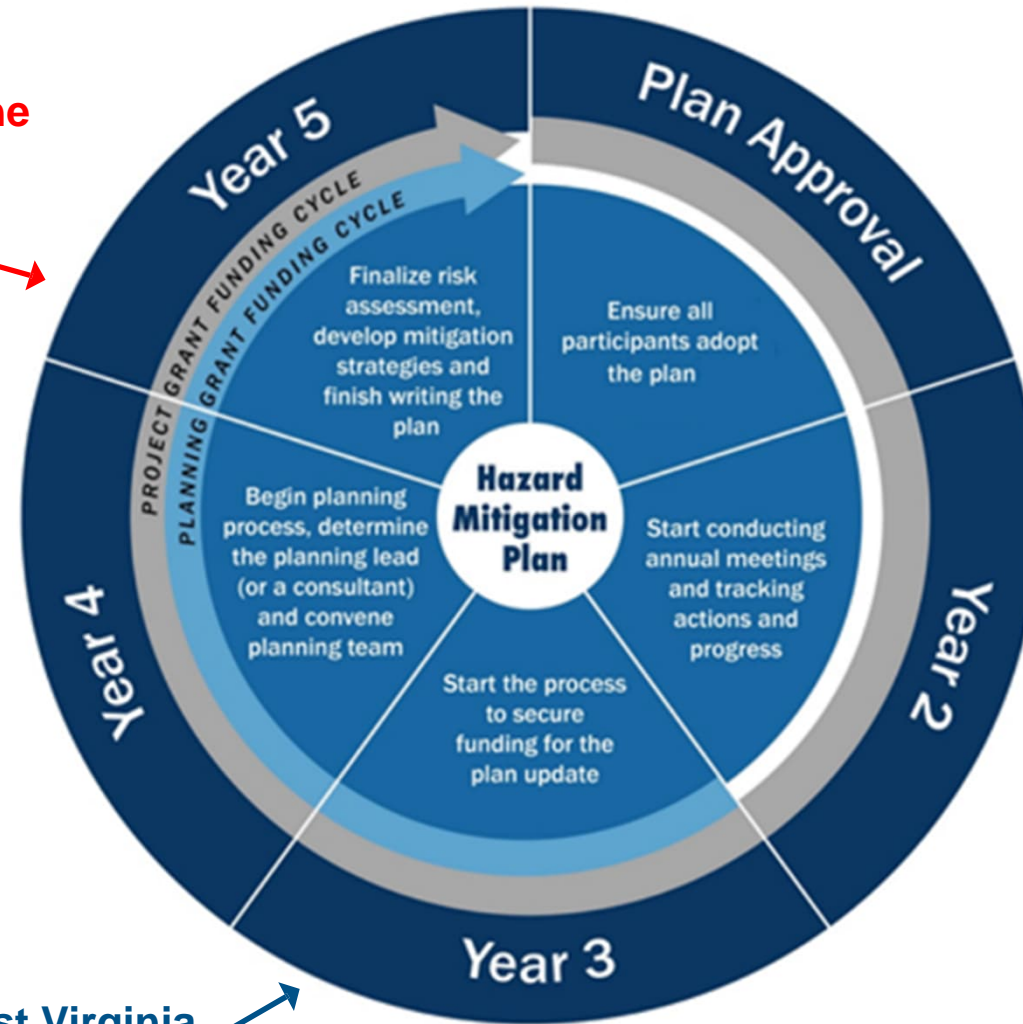 Plan Approval
Ensure all
participants adopt
the plan
Year 2
Start conducting
annual meetings
and tracking
actions and
progress
Year 3
Start the process
to secure
funding for the
plan update
Year 4
Begin planning
process, determine
the planning lead
(or a consultant)
and convene
planning team
Year 5
Finalize risk
assessment,
develop mitigation
strategies and
finish writing the
plan
PROJECT GRANT FUNDING CYCLE
PLANNING GRANT FUNDING CYCLE
Hazard
Mitigation
Plan
Virginia